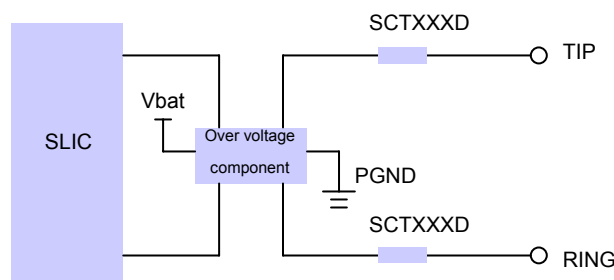 SCTXXXD
TIP
Vbat
SLIC
Over voltage
component
PGND
SCTXXXD
RING